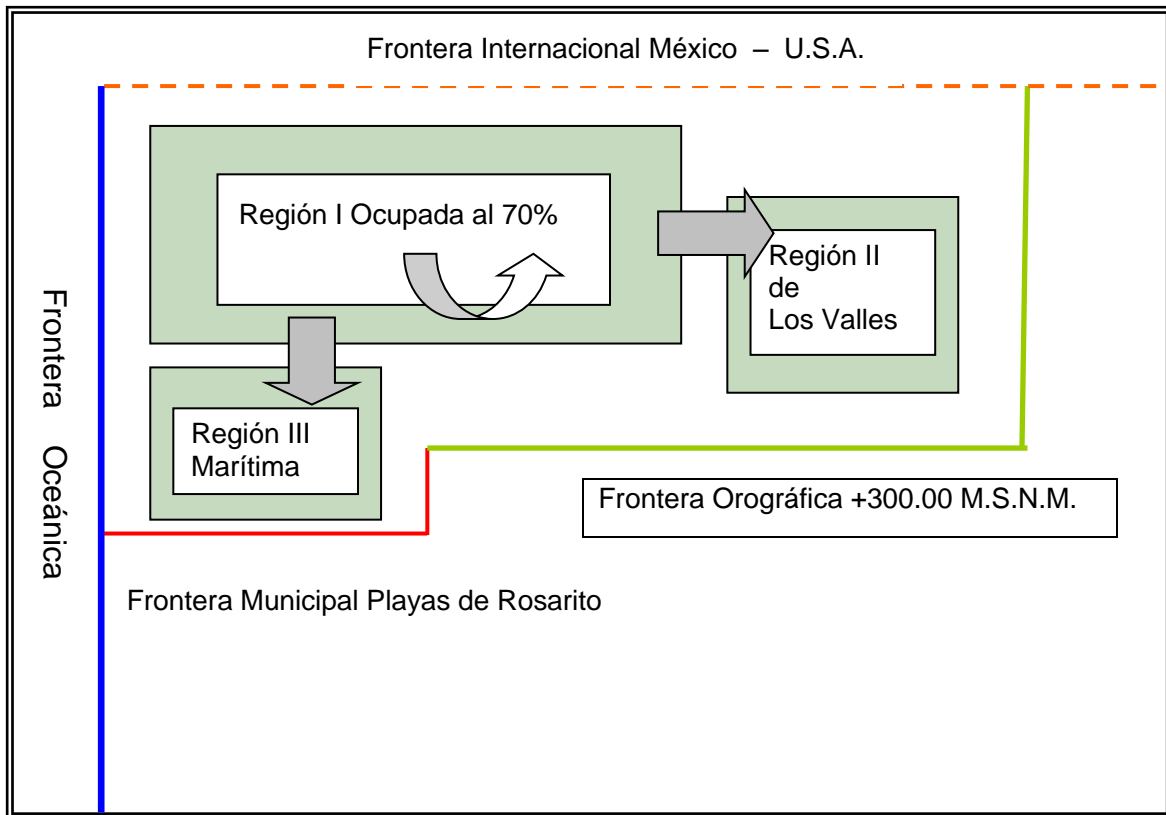 Frontera Internacional México – U.S.A.
Región I Ocupada al 70%
Región II
de
Los Valles
Frontera Oceánica
Región III
Marítima
Frontera Orográfica +300.00 M.S.N.M.
Frontera Municipal Playas de Rosarito